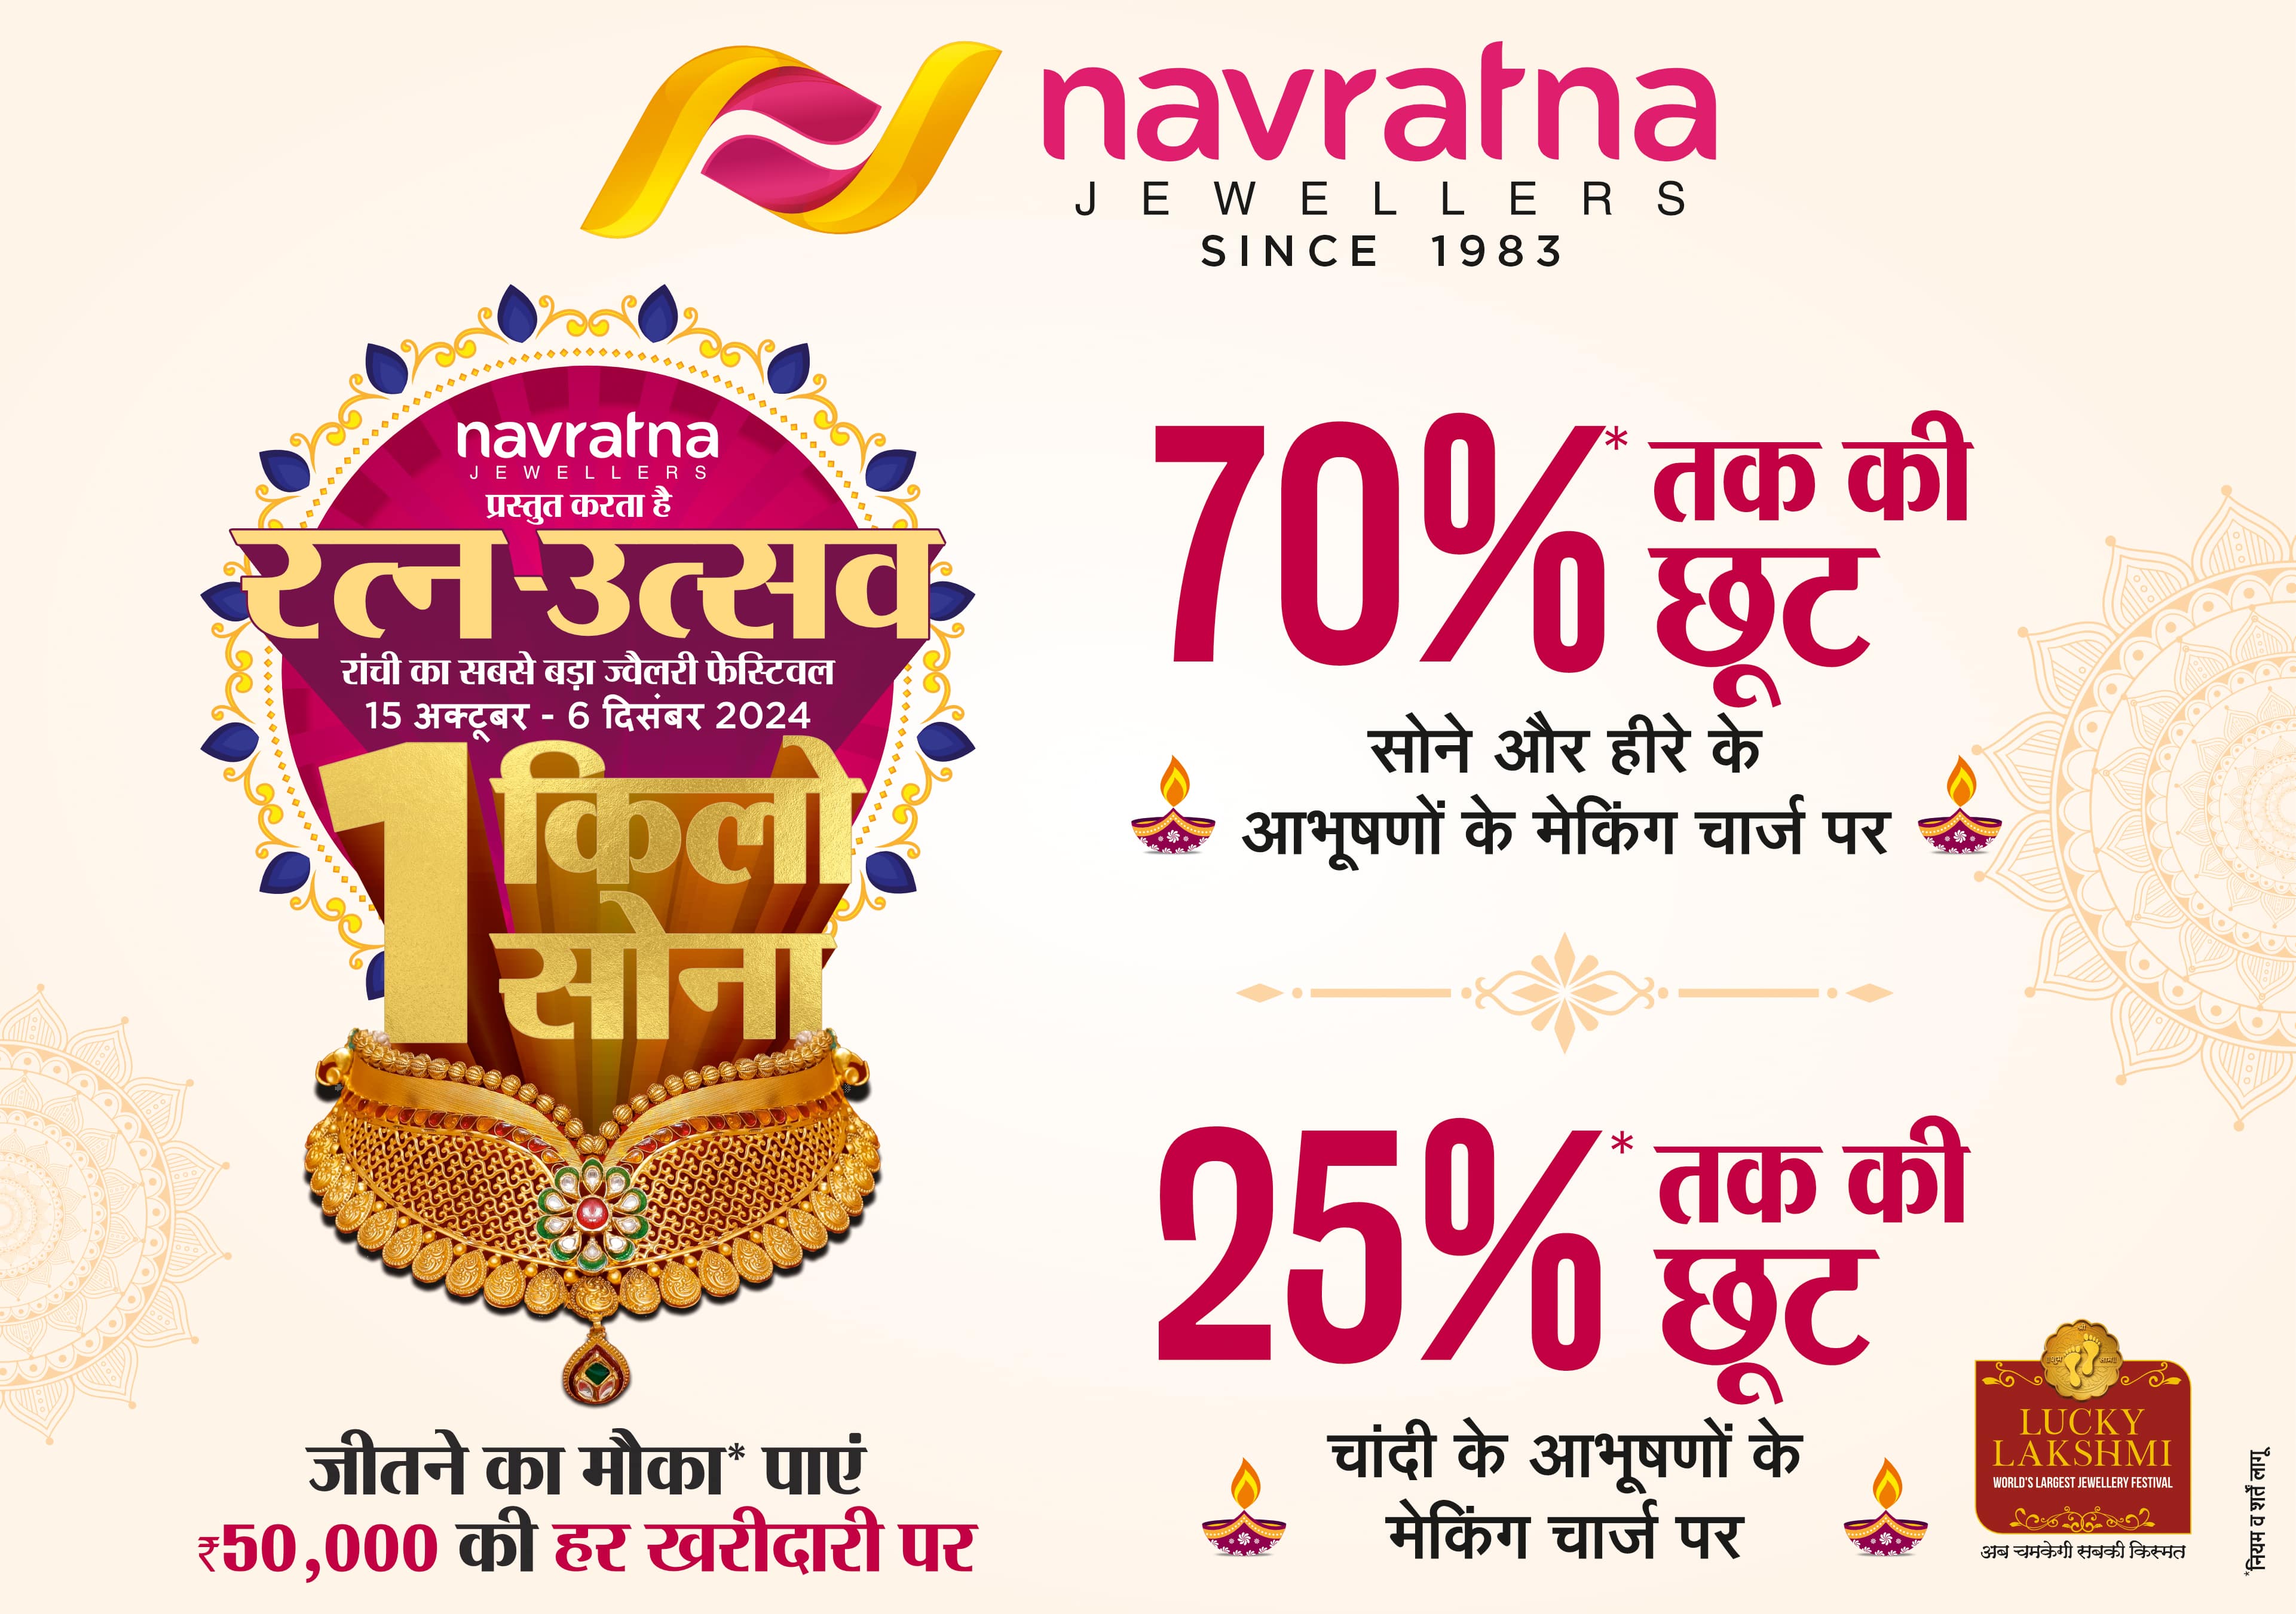 navratna
JEWELLERS
SINCE 1983
navratna
JEWELLERS
प्रस्तुत करता है
रत्न-उत्सव
रांची का सबसे बड़ा ज्वैलरी फेस्टिवल
15 अक्टूबर - 6 दिसंबर 2024
1 किलो
सोना
जीतने का मौका* पाएं
₹50,000 की हर खरीदारी पर
70%* तक की
छूट
सोने और हीरे के
आभूषणों के मेकिंग चार्ज पर
25%* तक की
छूट
चांदी के आभूषणों के
मेकिंग चार्ज पर
LUCKY
LAKSHMI
WORLD'S LARGEST JEWELLERY FESTIVAL
अब चमकेगी सबकी किस्मत
*नियम व शर्तें लागू